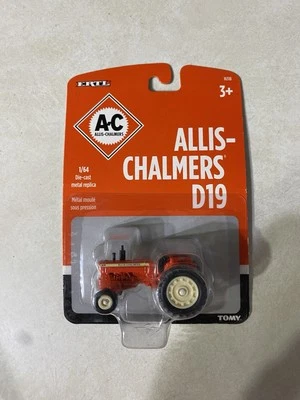 ERTL
3+
A-C
ALLIS-CHALMERS
ALLIS-
CHALMERS
D19
1/64
Die-cast
metal replica
Métal moulé
sous pression
TOMY